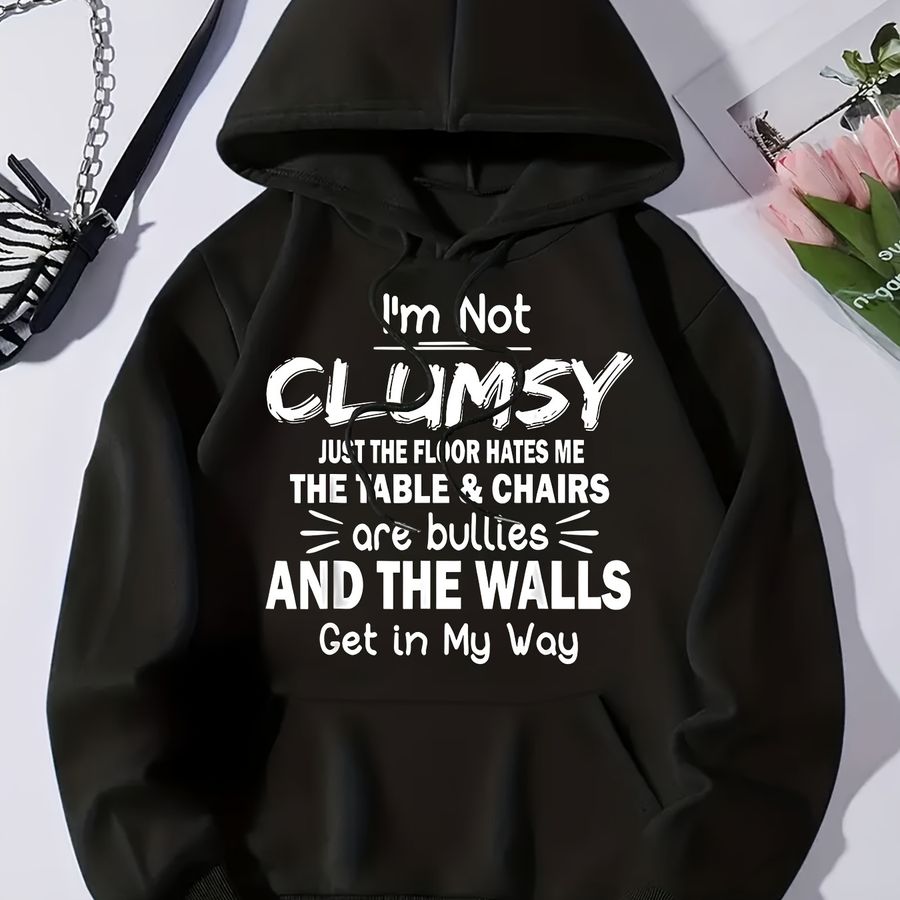 I'm Not
CLUMSY
JUST THE FLOOR HATES ME
THE TABLE & CHAIRS
are bullies
AND THE WALLS
Get in My Way